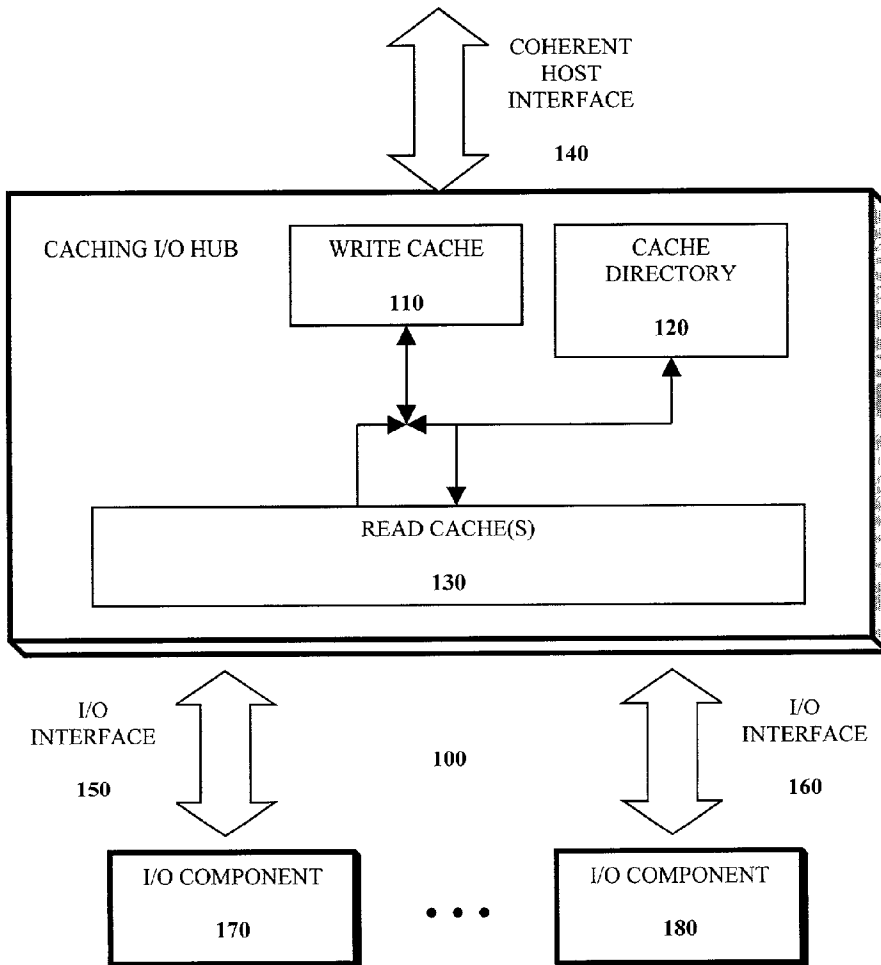 COHERENT
HOST
INTERFACE
140
CACHING I/O HUB
WRITE CACHE
110
CACHE
DIRECTORY
120
READ CACHE(S)
130
I/O
INTERFACE
150
100
I/O
INTERFACE
160
I/O COMPONENT
170
I/O COMPONENT
180